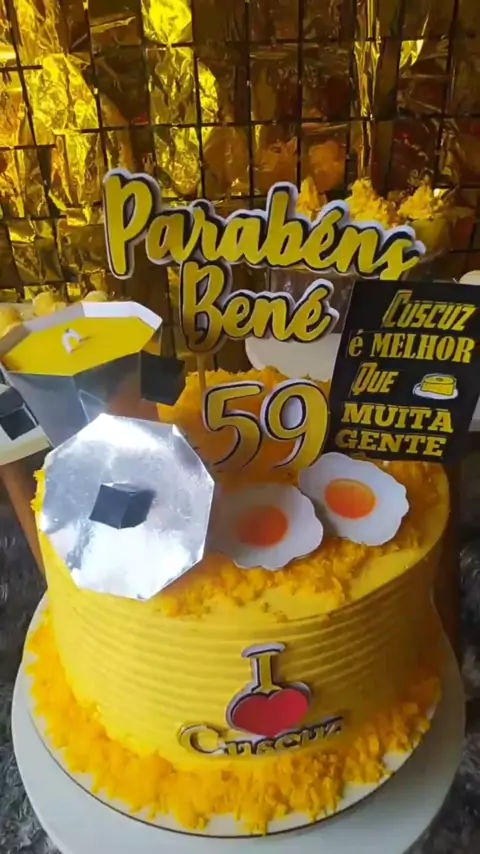 Parabéns
Bené
59
Cuscuz
é MELHOR
QUE
MUITA
GENTE
I
Cuscuz